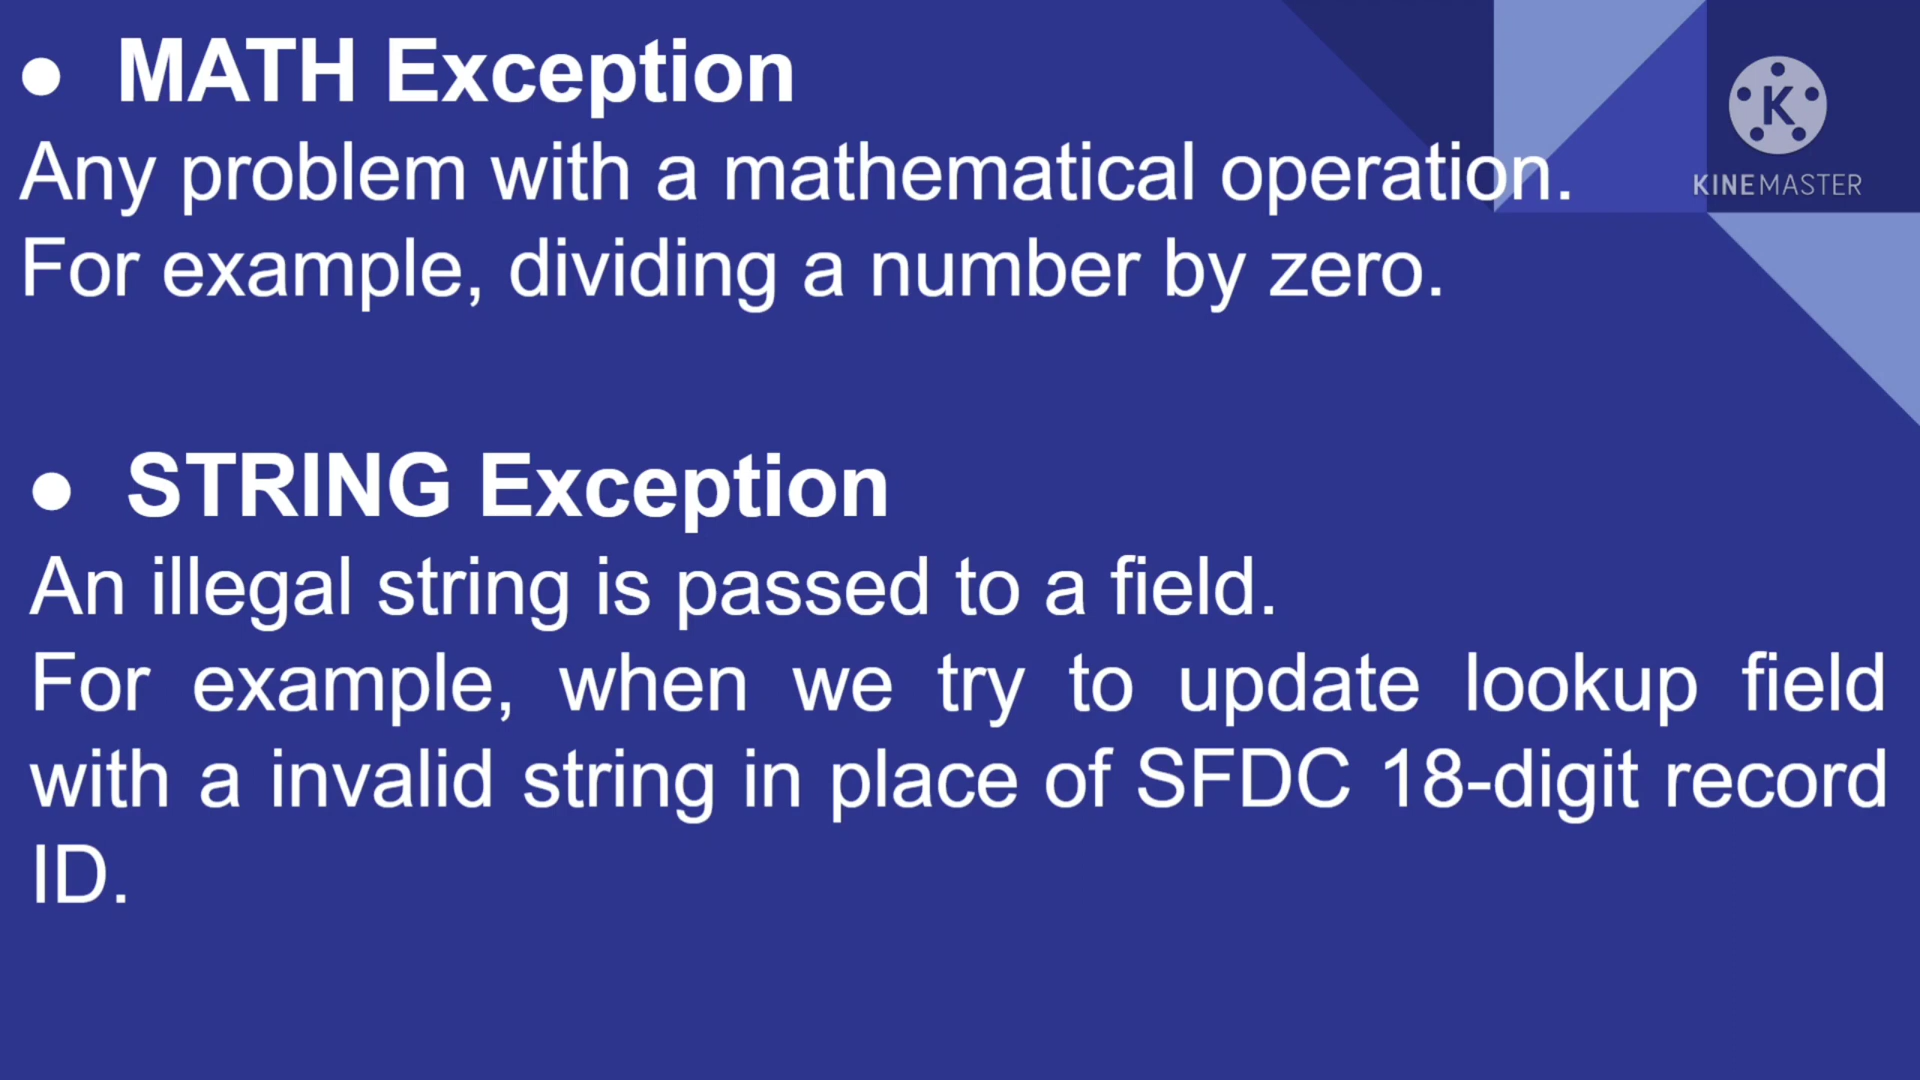 ● MATH Exception
Any problem with a mathematical operation.
For example, dividing a number by zero.
● STRING Exception
An illegal string is passed to a field.
For example, when we try to update lookup field
with a invalid string in place of SFDC 18-digit record
ID.
K
KINEMASTER